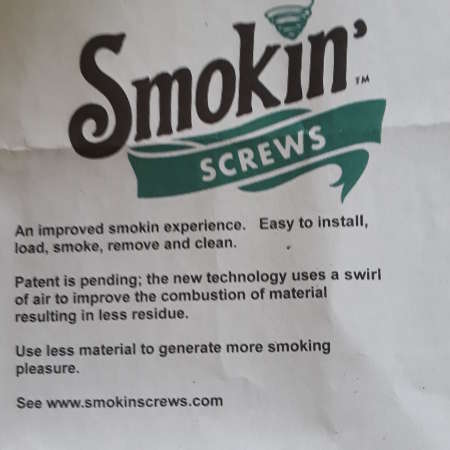 Smokin'™
SCREWS
An improved smokin experience. Easy to install,
load, smoke, remove and clean.
Patent is pending; the new technology uses a swirl
of air to improve the combustion of material
resulting in less residue.
Use less material to generate more smoking
pleasure.
See www.smokinscrews.com